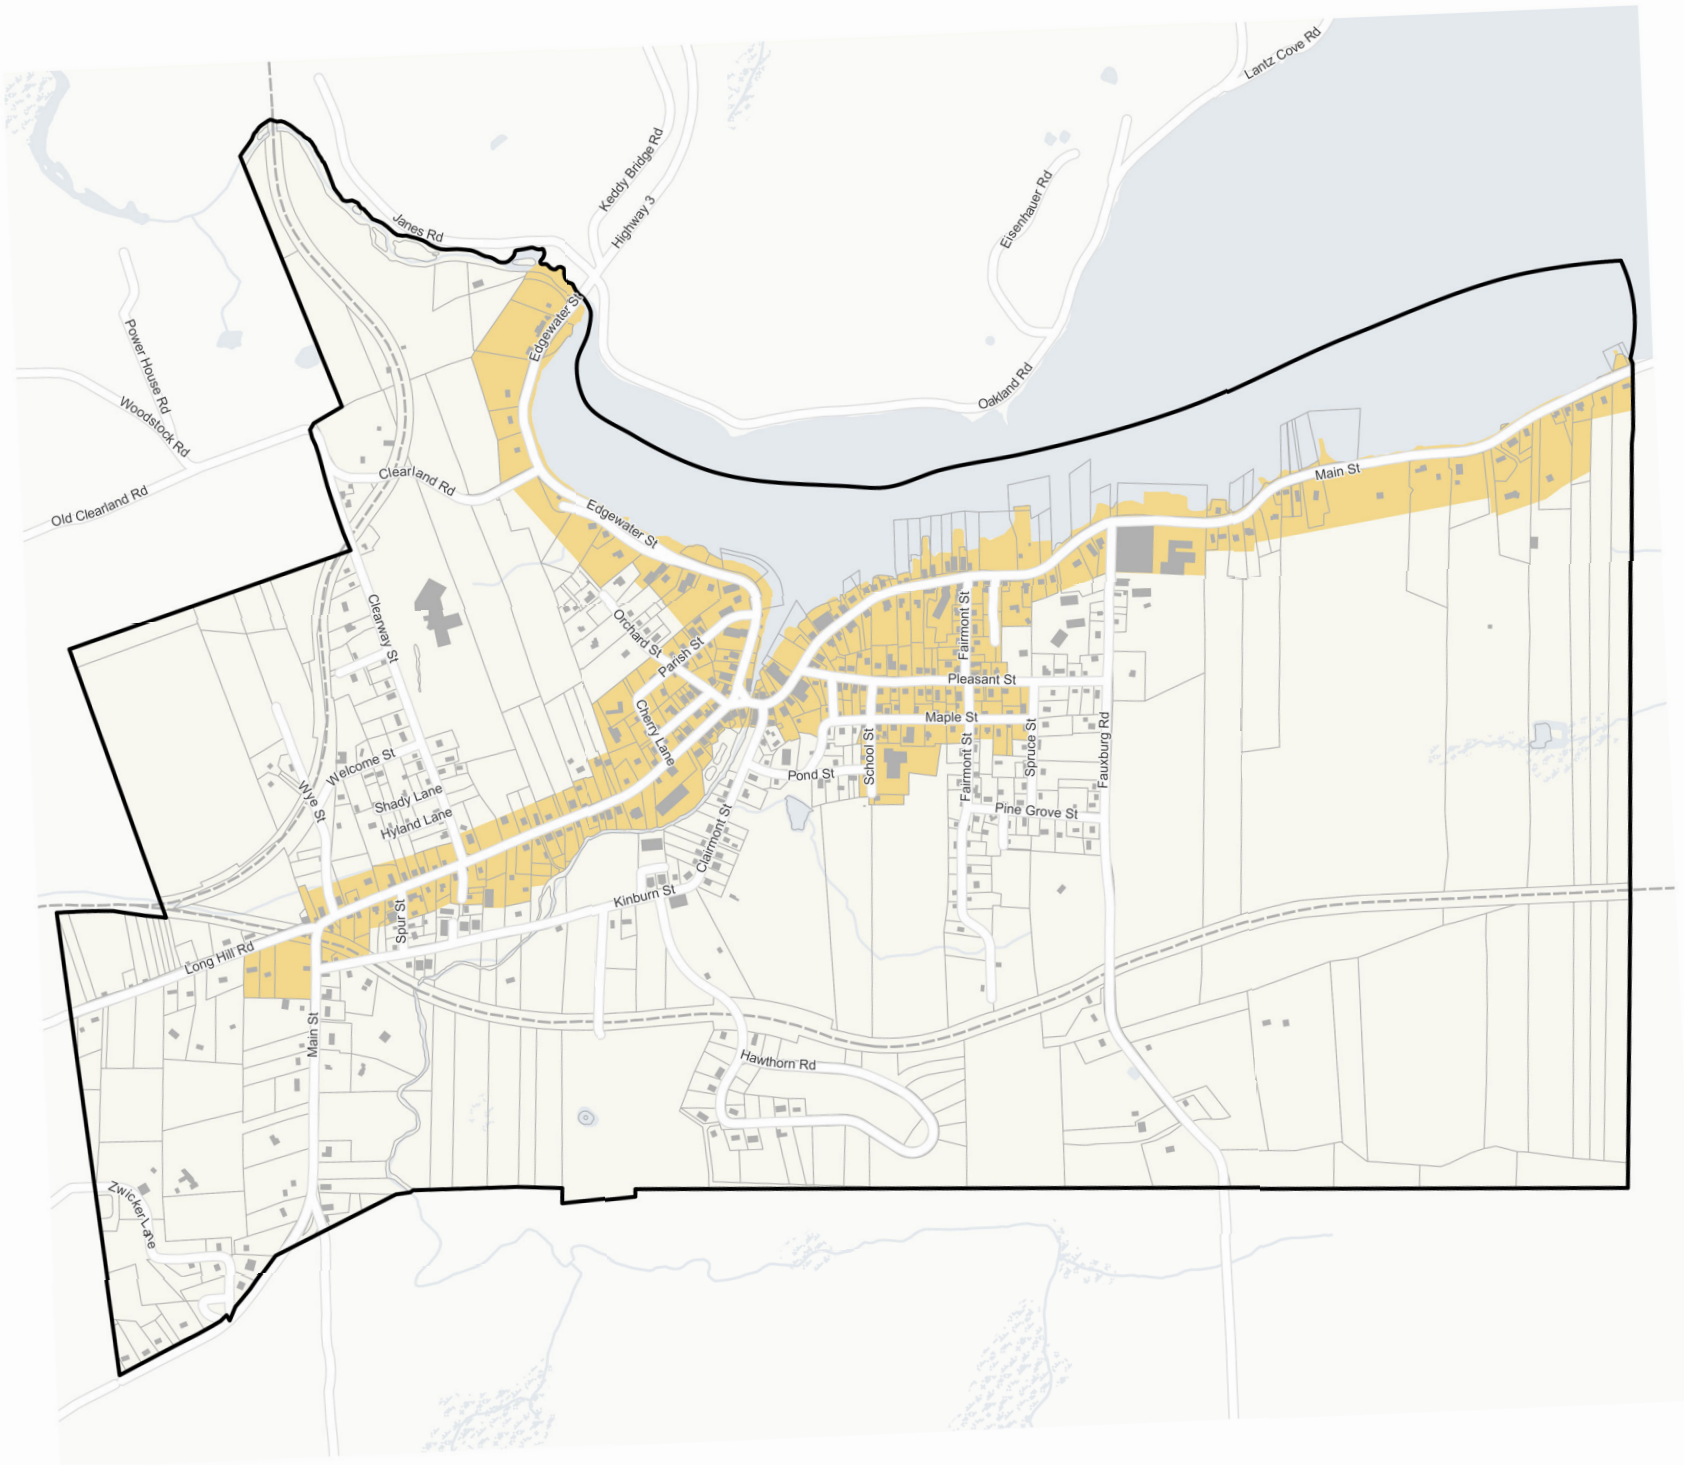 Lantz Cove Rd
Keddy Bridge Rd
Highway 3
Eisenhauer Rd
Janes Rd
Edgewater St
Power House Rd
Woodstock Rd
Oakland Rd
Clearland Rd
Main St
Old Clearland Rd
Edgewater St
Clearway St
Orchard St
Parish St
Fairmont St
Pleasant St
Cherry Lane
Maple St
School St
Fairmont St
Spruce St
Fauxburg Rd
Welcome St
Pond St
Wye St
Shady Lane
Hyland Lane
Pine Grove St
Clairmont St
Kinburn St
Spur St
Long Hill Rd
Main St
Hawthorn Rd
Zwicker Lane